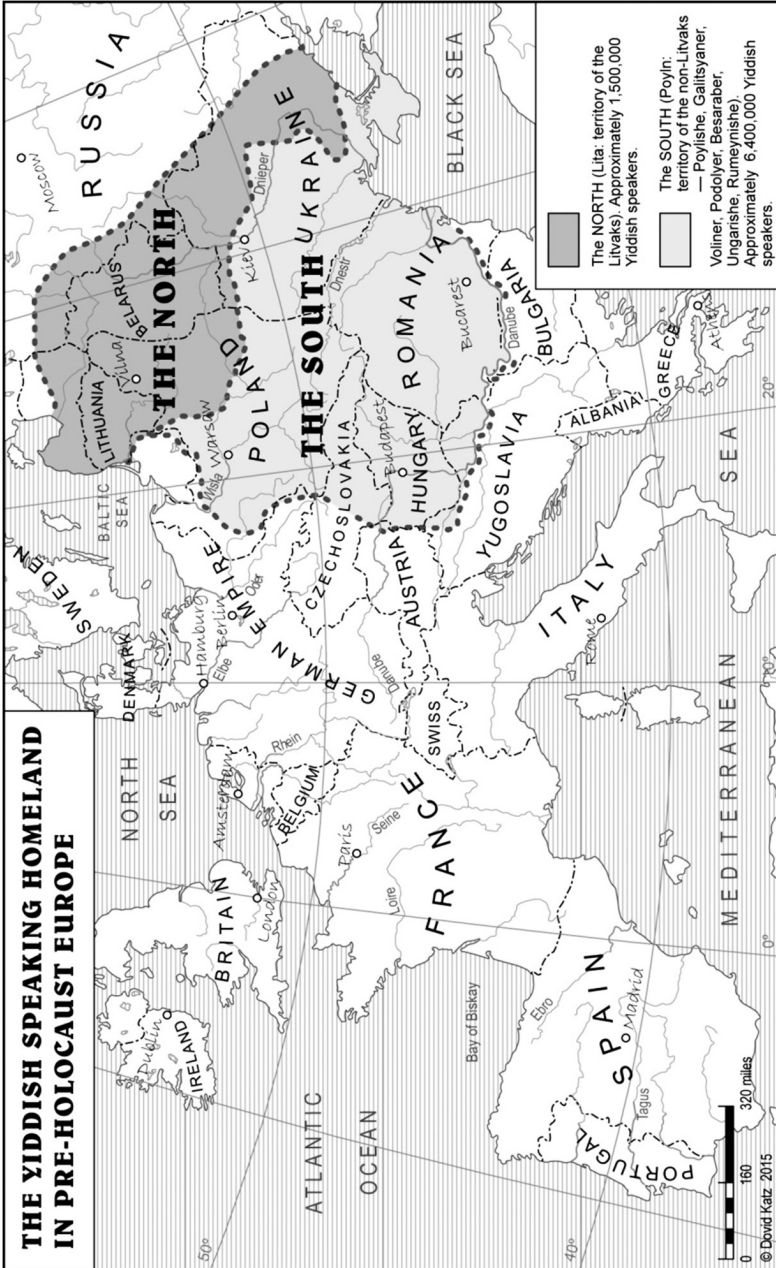 THE YIDDISH SPEAKING HOMELAND
IN PRE-HOLOCAUST EUROPE
NORTH
SEA
DENMARK
SWEDEN
BALTIC
SEA
Moscow
RUSSIA
LITHUANIA
Vilna
BELARUS
THE NORTH
Dublin
IRELAND
BRITAIN
London
Amsterdam
BELGIUM
Rhein
Hamburg
Elbe
Berlin
Oder
GERMAN
EMPIRE
Warsaw
POLAND
Kiev
Dnieper
UKRAINE
THE SOUTH
Dnestr
50°
ATLANTIC
OCEAN
Paris
Seine
Loire
FRANCE
SWISS
Danube
AUSTRIA
CZECHOSLOVAKIA
Budapest
HUNGARY
ROMANIA
Bucarest
Danube
BULGARIA
BLACK SEA
Bay of Biskay
YUGOSLAVIA
ITALY
Rome
ALBANIA
GREECE
Athens
PORTUGAL
SPAIN
Madrid
Ebro
Tagus
MEDITERRANEAN
SEA
40°
0°
10°
20°
0 160 320 miles
© Dovid Katz 2015
The NORTH (Lita: territory of the
Litvaks). Approximately 1,500,000
Yiddish speakers.
The SOUTH (Poyln:
territory of the non-Litvaks
— Poylishe, Galitsyaner,
Voliner, Podolyer, Besaraber,
Ungarishe, Rumeynishe).
Approximately 6,400,000 Yiddish
speakers.